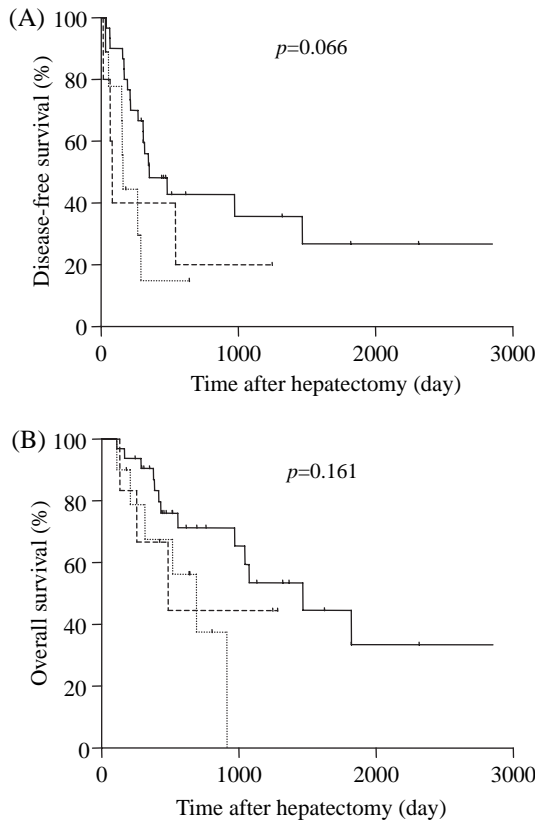 (A)
100
p=0.066
80
60
40
20
0
Disease-free survival (%)
0 1000 2000 3000
Time after hepatectomy (day)
(B)
100
p=0.161
80
60
40
20
0
Overall survival (%)
0 1000 2000 3000
Time after hepatectomy (day)